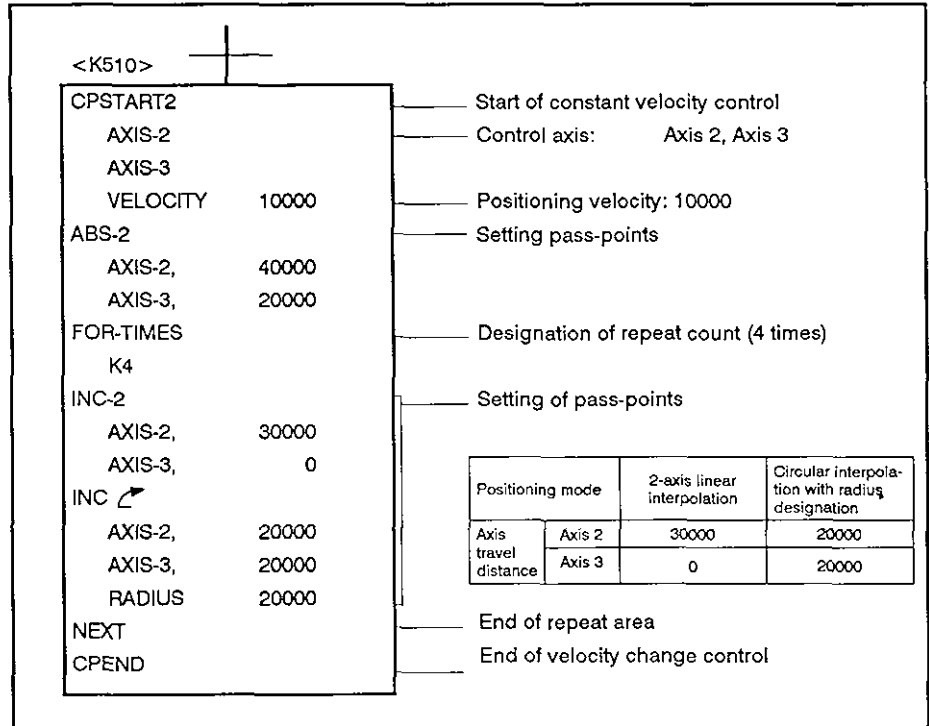 <K510>
CPSTART2 Start of constant velocity control
AXIS-2 Control axis: Axis 2, Axis 3
AXIS-3
VELOCITY 10000 Positioning velocity: 10000
ABS-2 Setting pass-points
AXIS-2, 40000
AXIS-3, 20000
FOR-TIMES Designation of repeat count (4 times)
K4
INC-2 Setting of pass-points
AXIS-2, 30000
AXIS-3, 0
INC
AXIS-2, 20000
AXIS-3, 20000
RADIUS 20000
Positioning mode 2-axis linear interpolation Circular interpola-tion with radius designation
Axis travel distance Axis 2 30000 20000
Axis 3 0 20000
NEXT End of repeat area
CPEND End of velocity change control